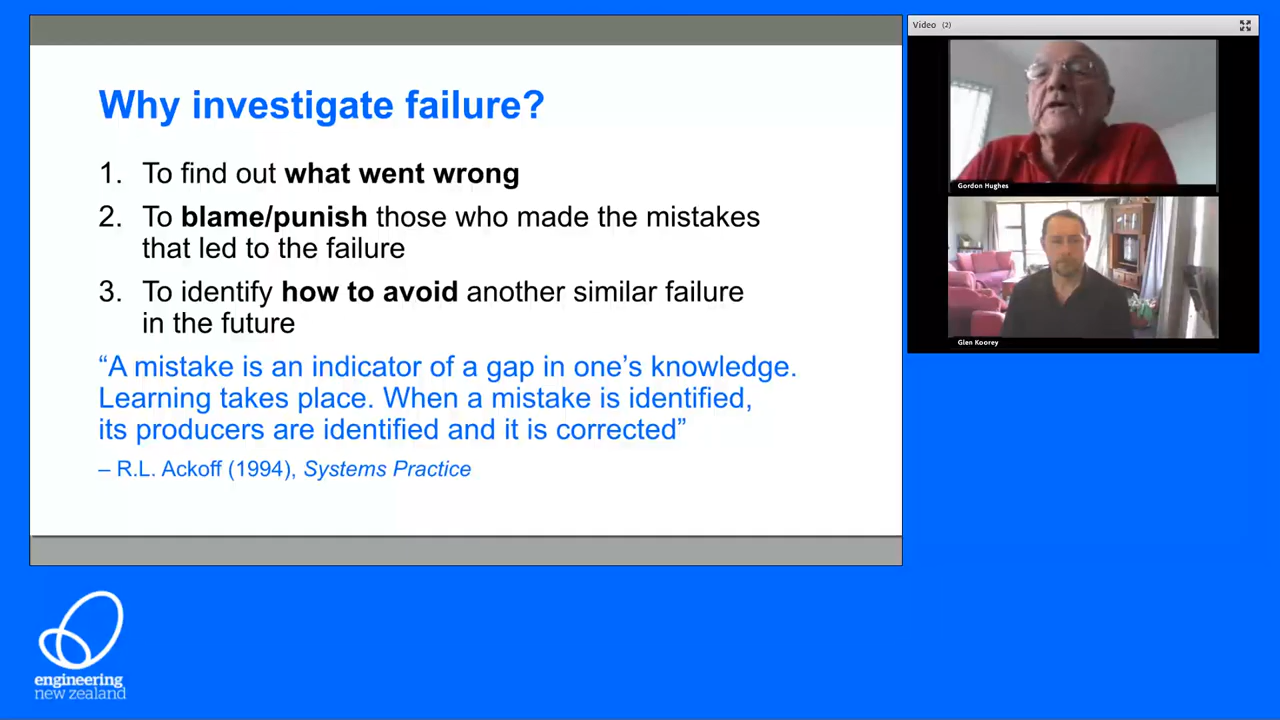 Why investigate failure?
1. To find out what went wrong
2. To blame/punish those who made the mistakes
that led to the failure
3. To identify how to avoid another similar failure
in the future
“A mistake is an indicator of a gap in one’s knowledge.
Learning takes place. When a mistake is identified,
its producers are identified and it is corrected”
– R.L. Ackoff (1994), Systems Practice
Video (2)
Gordon Hughes
Glen Koorey
engineering
new zealand